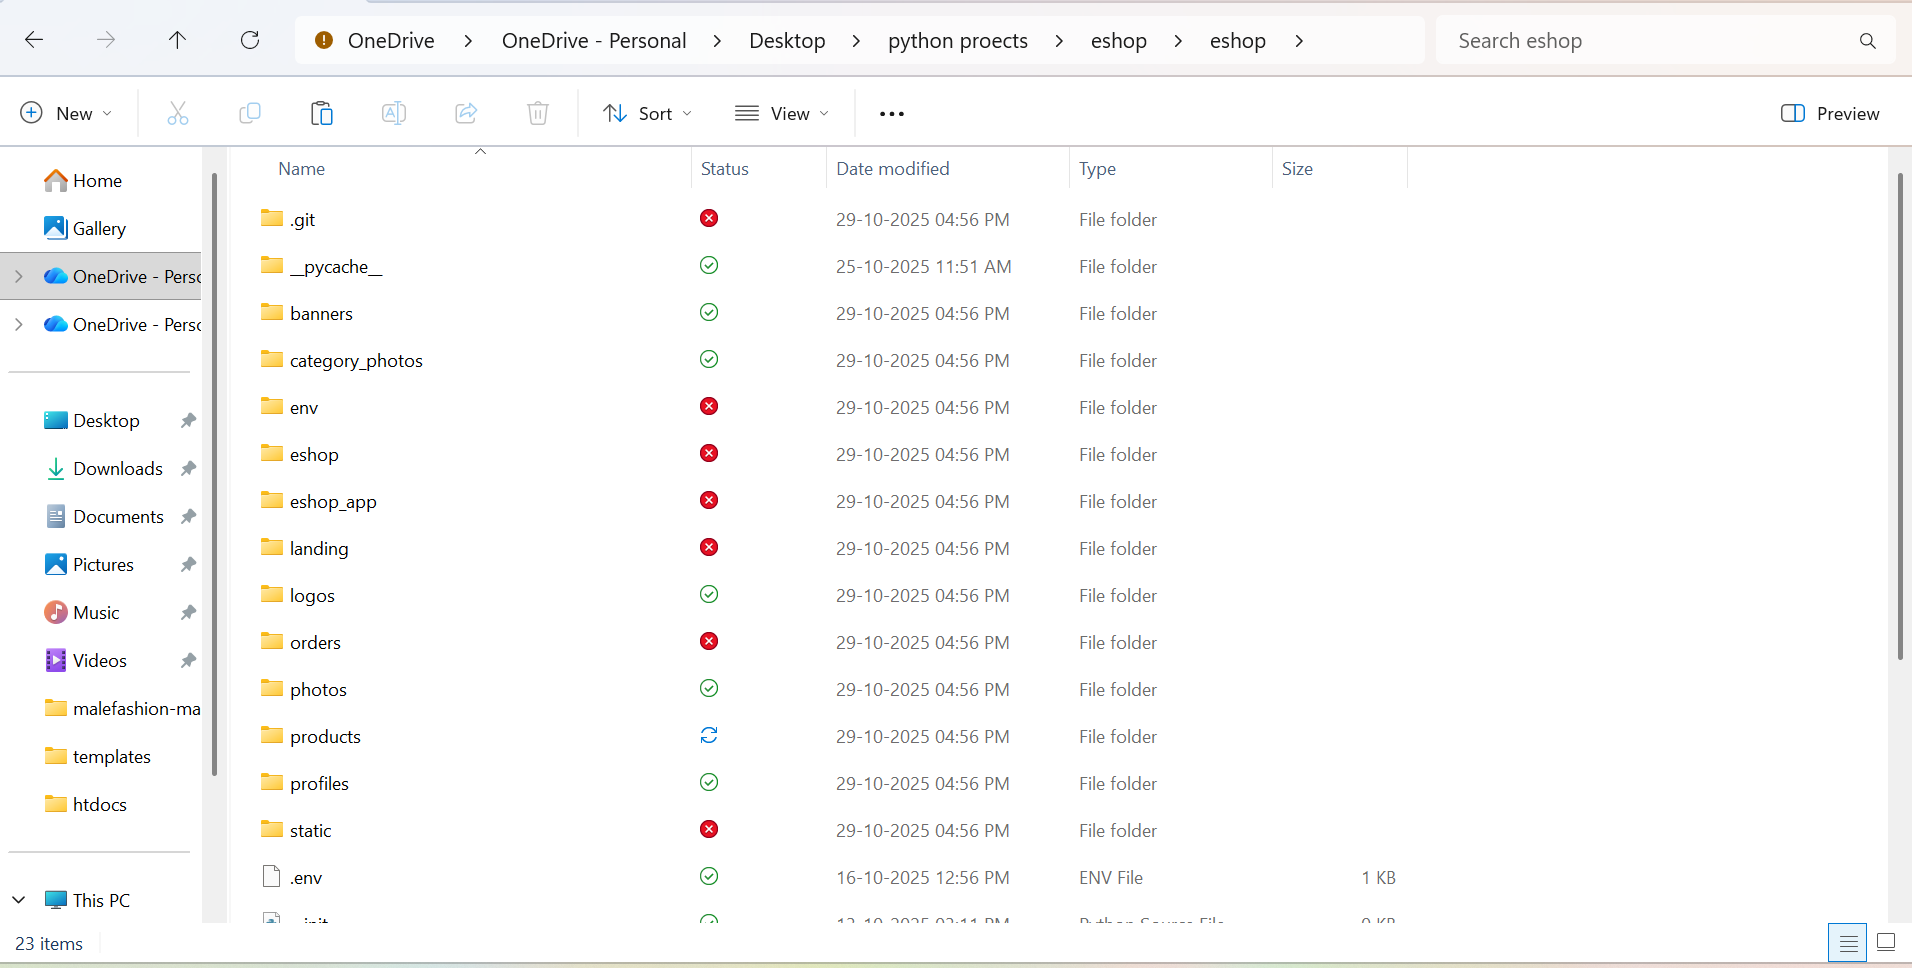 OneDrive > OneDrive - Personal > Desktop > python proects > eshop > eshop > Search eshop
New Sort View ••• Preview
Name Status Date modified Type Size
Home
Gallery
OneDrive - Perso
OneDrive - Perso
Desktop
Downloads
Documents
Pictures
Music
Videos
malefashion-ma
templates
htdocs
This PC
.git 29-10-2025 04:56 PM File folder
__pycache__ 25-10-2025 11:51 AM File folder
banners 29-10-2025 04:56 PM File folder
category_photos 29-10-2025 04:56 PM File folder
env 29-10-2025 04:56 PM File folder
eshop 29-10-2025 04:56 PM File folder
eshop_app 29-10-2025 04:56 PM File folder
landing 29-10-2025 04:56 PM File folder
logos 29-10-2025 04:56 PM File folder
orders 29-10-2025 04:56 PM File folder
photos 29-10-2025 04:56 PM File folder
products 29-10-2025 04:56 PM File folder
profiles 29-10-2025 04:56 PM File folder
static 29-10-2025 04:56 PM File folder
.env 16-10-2025 12:56 PM ENV File 1 KB
Python Source File 0 KB
23 items